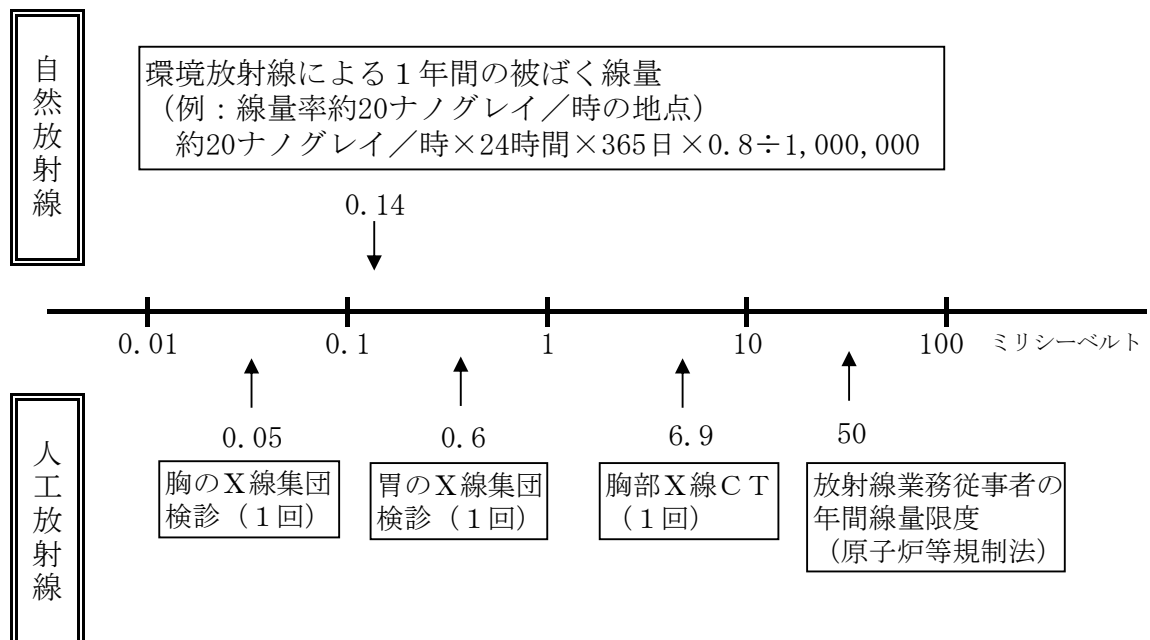 自然放射線
環境放射線による１年間の被ばく線量
（例：線量率約20ナノグレイ／時の地点）
約20ナノグレイ／時×24時間×365日×0.8÷1,000,000
0.14
0.01
0.1
1
10
100
ミリシーベルト
人工放射線
0.05
胸のＸ線集団
検診（１回）
0.6
胃のＸ線集団
検診（１回）
6.9
胸部Ｘ線ＣＴ
（１回）
50
放射線業務従事者の
年間線量限度
（原子炉等規制法）